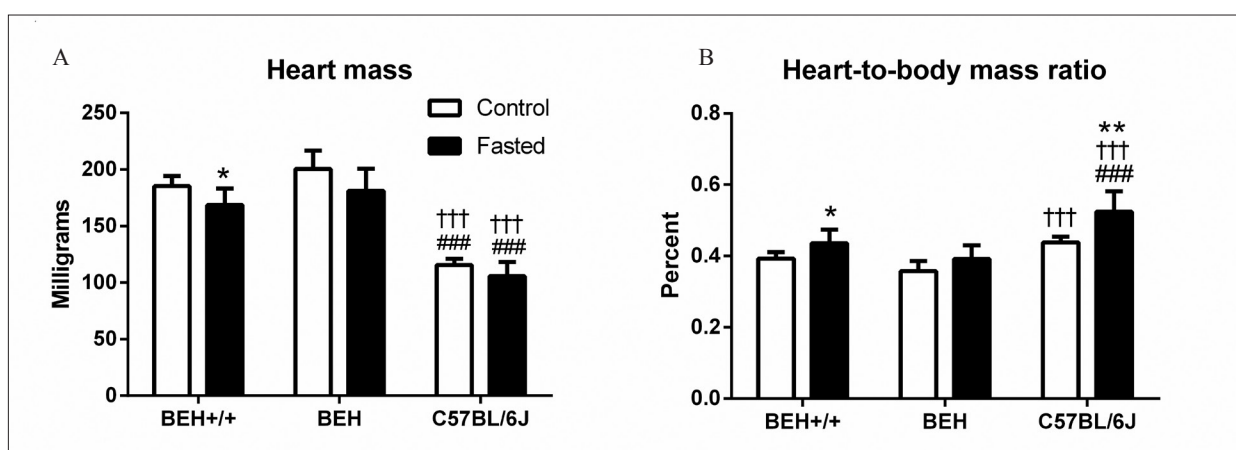 A
Heart mass
Control
Fasted
Milligrams
250
200
150
100
50
0
*
†††
###
†††
###
BEH+/+
BEH
C57BL/6J
B
Heart-to-body mass ratio
Percent
0.8
0.6
0.4
0.2
0.0
*
†††
**
†††
###
BEH+/+
BEH
C57BL/6J